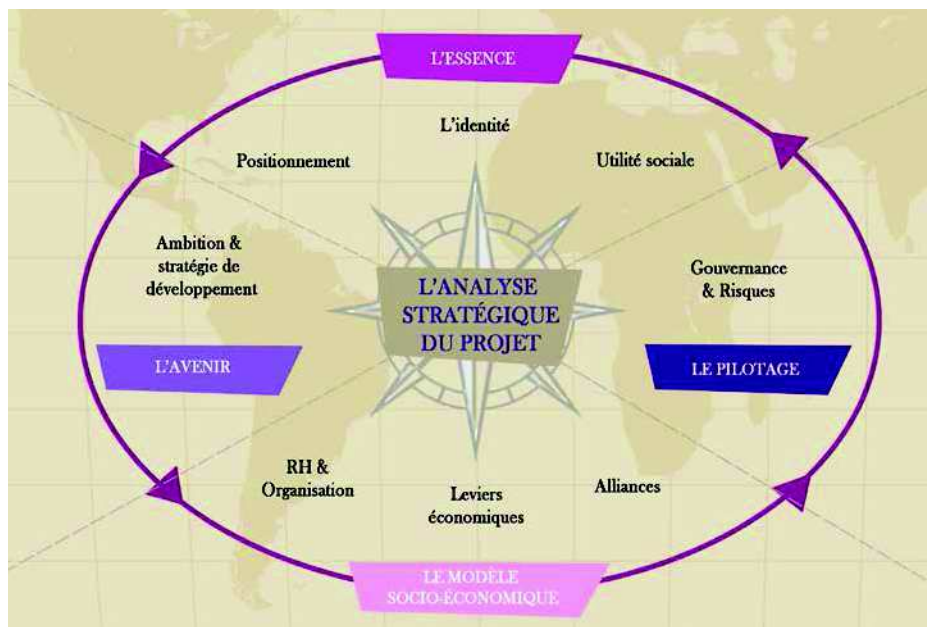 L'ESSENCE
L'identité
Positionnement
Utilité sociale
Ambition &
stratégie de
développement
L'ANALYSE
STRATÉGIQUE
DU PROJET
Gouvernance
& Risques
L'AVENIR
LE PILOTAGE
RH &
Organisation
Leviers
économiques
Alliances
LE MODÈLE
SOCIO-ÉCONOMIQUE